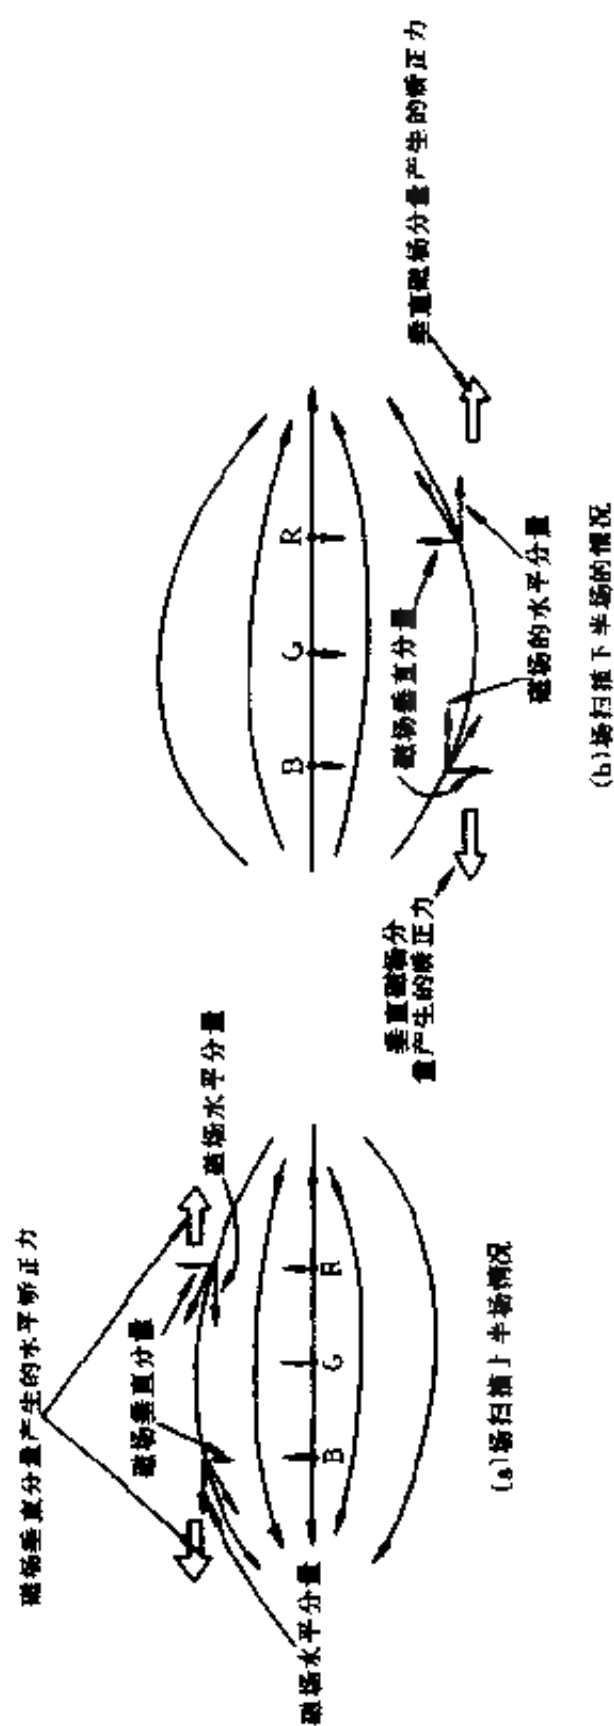 磁场垂直分量产生的水平矫正力
磁场水平分量
磁场垂直分量
磁场水平分量
B
G
R
(a)场扫描上半场情况
B
G
R
垂直磁场分
量产生的矫正力
磁场垂直分量
磁场的水平分量
垂直磁场分量产生的矫正力
(b)场扫描下半场的情况